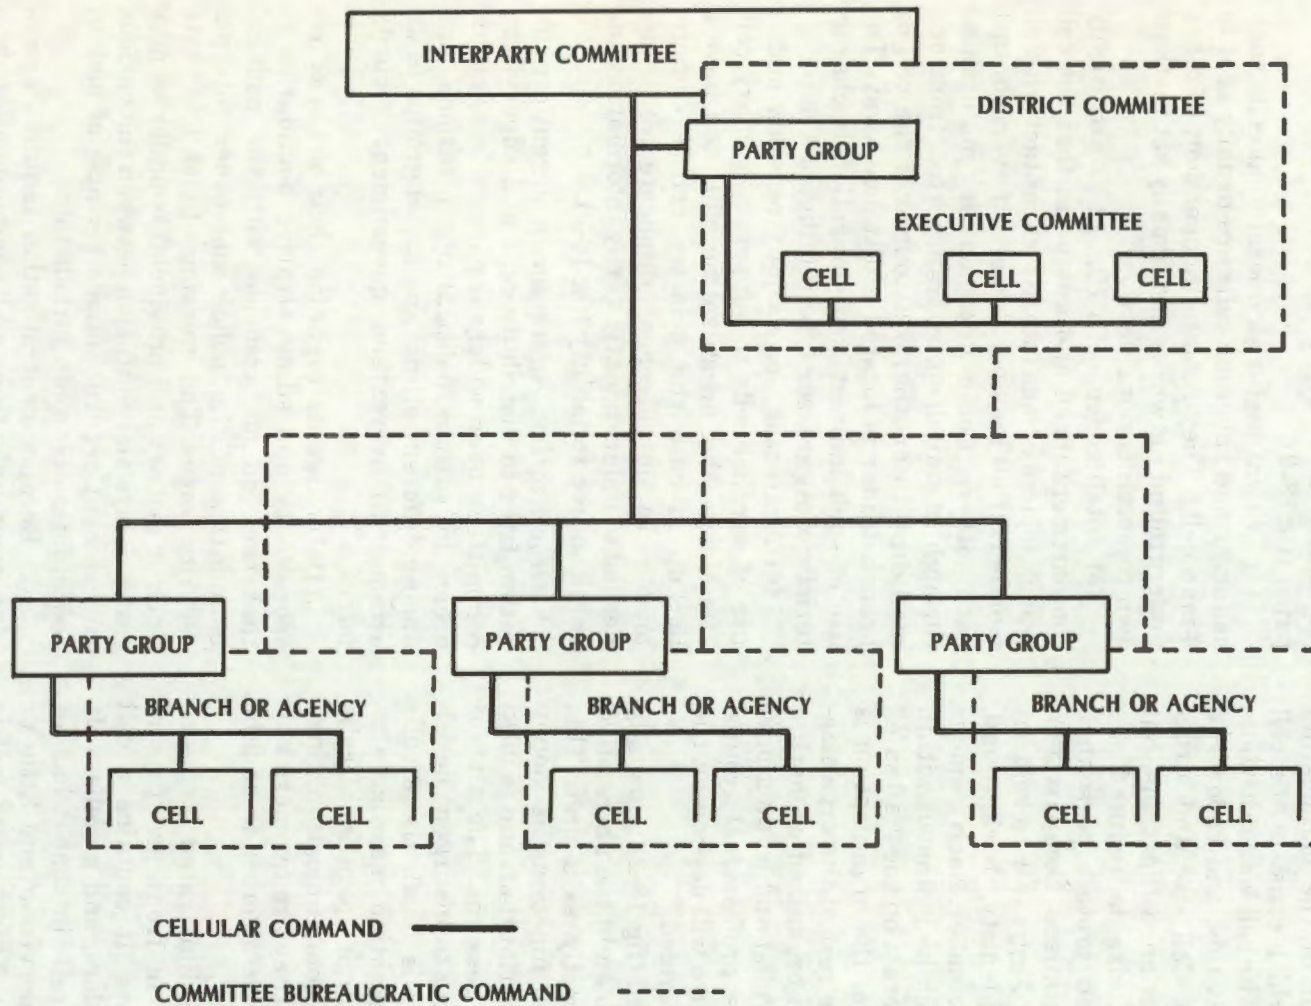 INTERPARTY COMMITTEE
DISTRICT COMMITTEE
PARTY GROUP
EXECUTIVE COMMITTEE
CELL CELL CELL
PARTY GROUP PARTY GROUP PARTY GROUP
BRANCH OR AGENCY BRANCH OR AGENCY BRANCH OR AGENCY
CELL CELL CELL CELL CELL CELL
CELLULAR COMMAND
COMMITTEE BUREAUCRATIC COMMAND